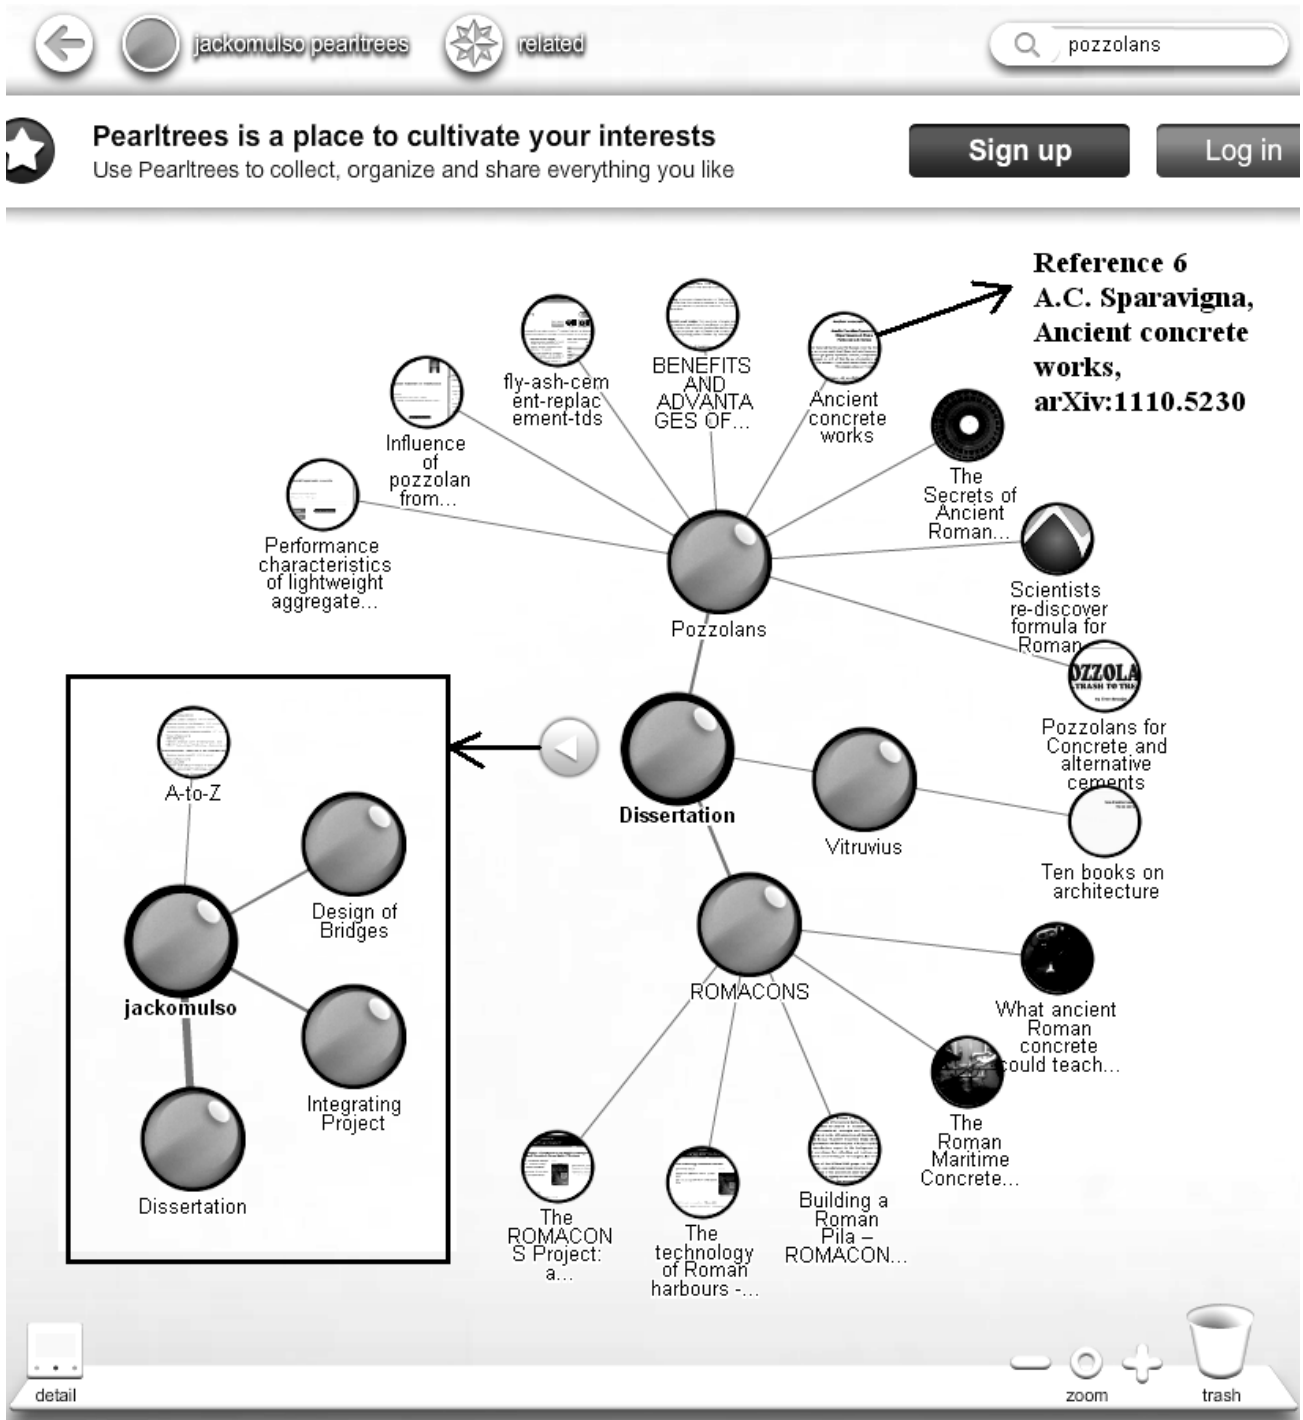 jackomulso pearltrees
related
pozzolans
Pearltrees is a place to cultivate your interests
Use Pearltrees to collect, organize and share everything you like
Sign up
Log in
Reference 6
A.C. Sparavigna,
Ancient concrete
works,
arXiv:1110.5230
BENEFITS
AND
ADVANTA
GES OF...
fly-ash-cem
ent-replac
ement-tds
Ancient
concrete
works
Influence
of
pozzolan
from...
The
Secrets of
Ancient
Roman...
Performance
characteristics
of lightweight
aggregate...
Scientists
re-discover
formula for
Roman
Pozzolans
OZZOLA
TRASH TO TRE
Pozzolans for
Concrete and
alternative
cements
A-to-Z
Dissertation
Vitruvius
Ten books on
architecture
Design of
Bridges
jackomulso
ROMACONS
What ancient
Roman
concrete
could teach...
Integrating
Project
The
Roman
Maritime
Concrete...
Dissertation
The
ROMACON
S Project:
a...
The
technology
of Roman
harbours -...
Building a
Roman
Pila –
ROMACON...
detail
zoom
trash